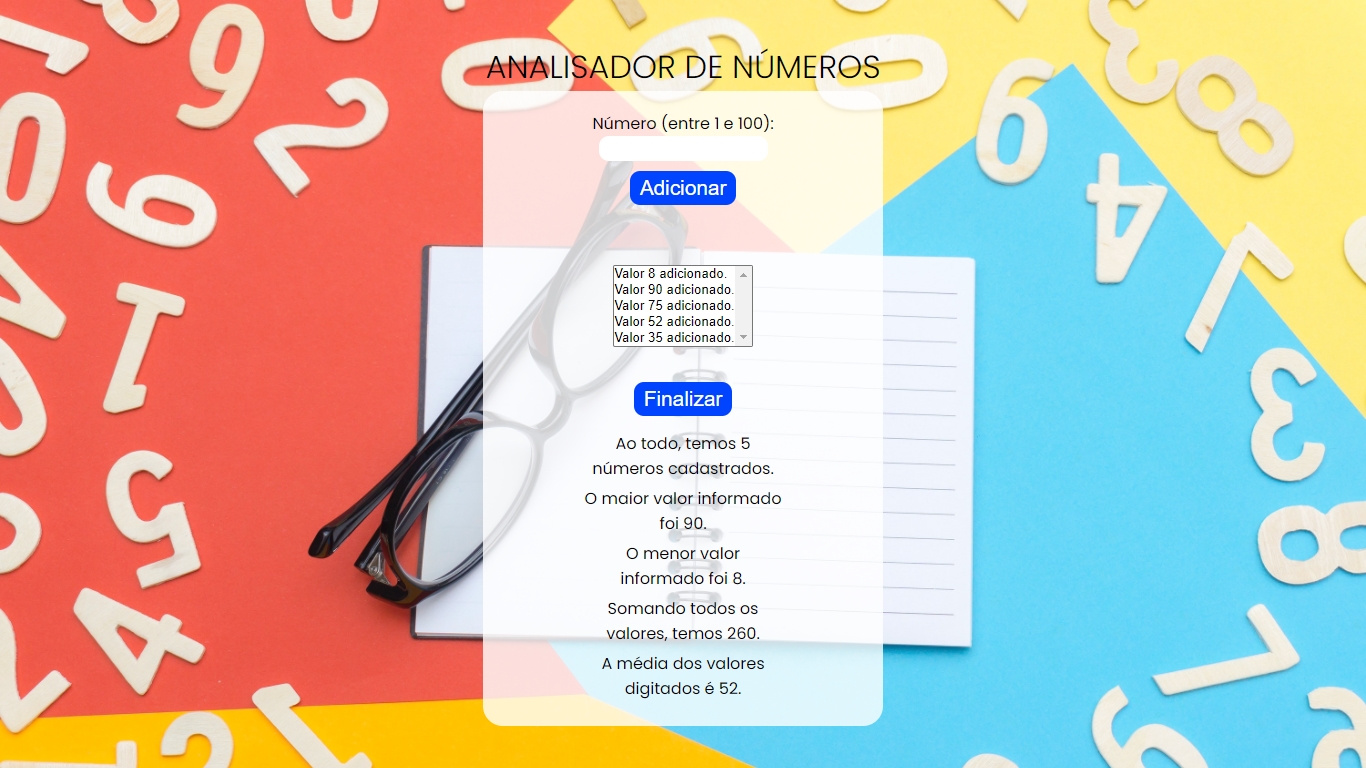 ANALISADOR DE NÚMEROS
Número (entre 1 e 100):
Adicionar
Valor 8 adicionado.
Valor 90 adicionado.
Valor 75 adicionado.
Valor 52 adicionado.
Valor 35 adicionado.
Finalizar
Ao todo, temos 5
números cadastrados.
O maior valor informado
foi 90.
O menor valor
informado foi 8.
Somando todos os
valores, temos 260.
A média dos valores
digitados é 52.